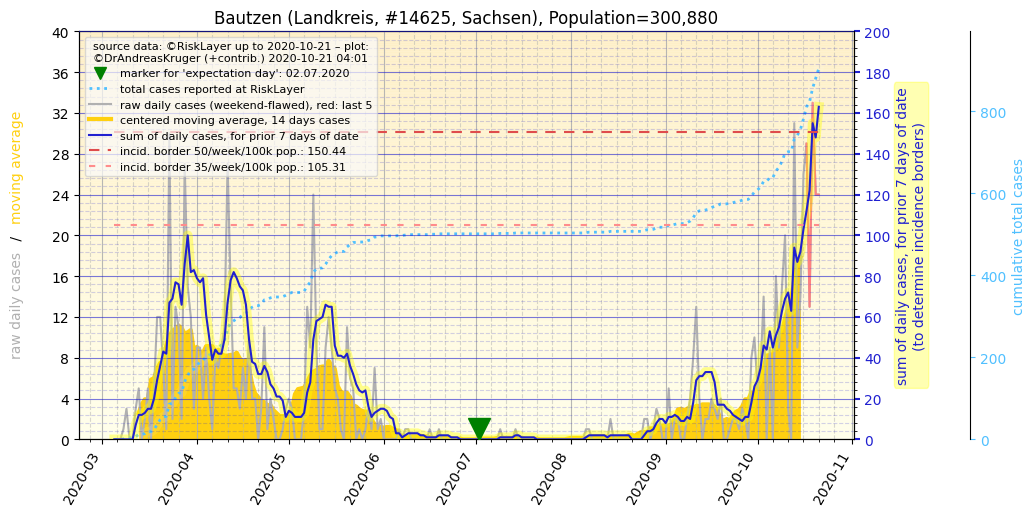 Bautzen (Landkreis, #14625, Sachsen), Population=300,880
source data: ©RiskLayer up to 2020-10-21 – plot:
©DrAndreasKruger (+contrib.) 2020-10-21 04:01
marker for 'expectation day': 02.07.2020
total cases reported at RiskLayer
raw daily cases (weekend-flawed), red: last 5
centered moving average, 14 days cases
sum of daily cases, for prior 7 days of date
incid. border 50/week/100k pop.: 150.44
incid. border 35/week/100k pop.: 105.31
raw daily cases / moving average
40
36
32
28
24
20
16
12
8
4
0
2020-03
2020-04
2020-05
2020-06
2020-07
2020-08
2020-09
2020-10
2020-11
200
180
160
140
120
100
80
60
40
20
0
sum of daily cases, for prior 7 days of date
(to determine incidence borders)
800
600
400
200
0
cumulative total cases